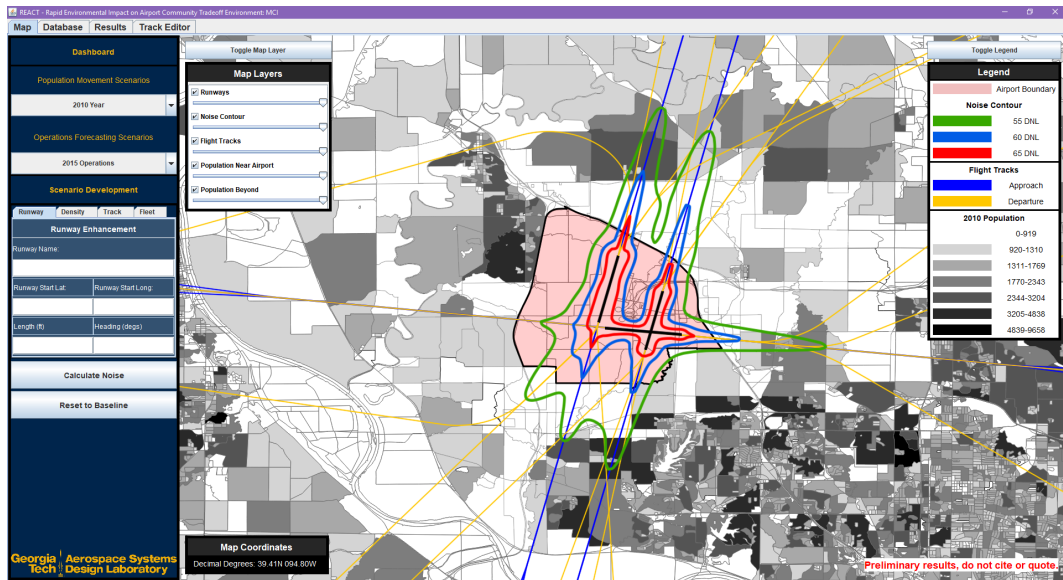 REACT - Rapid Environmental Impact on Airport Community Tradeoff Environment: MCI
Map Database Results Track Editor
Dashboard
Population Movement Scenarios
2010 Year
Operations Forecasting Scenarios
2015 Operations
Scenario Development
Runway Density Track Fleet
Runway Enhancement
Runway Name:
Runway Start Lat: Runway Start Long:
Length (ft) Heading (degs)
Calculate Noise
Reset to Baseline
Georgia Tech
Aerospace Systems Design Laboratory
Toggle Map Layer
Map Layers
Runways
Noise Contour
Flight Tracks
Population Near Airport
Population Beyond
Map Coordinates
Decimal Degrees: 39.41N 094.80W
Toggle Legend
Legend
Airport Boundary
Noise Contour
55 DNL
60 DNL
65 DNL
Flight Tracks
Approach
Departure
2010 Population
0-919
920-1310
1311-1769
1770-2343
2344-3204
3205-4838
4839-9658
Preliminary results, do not cite or quote